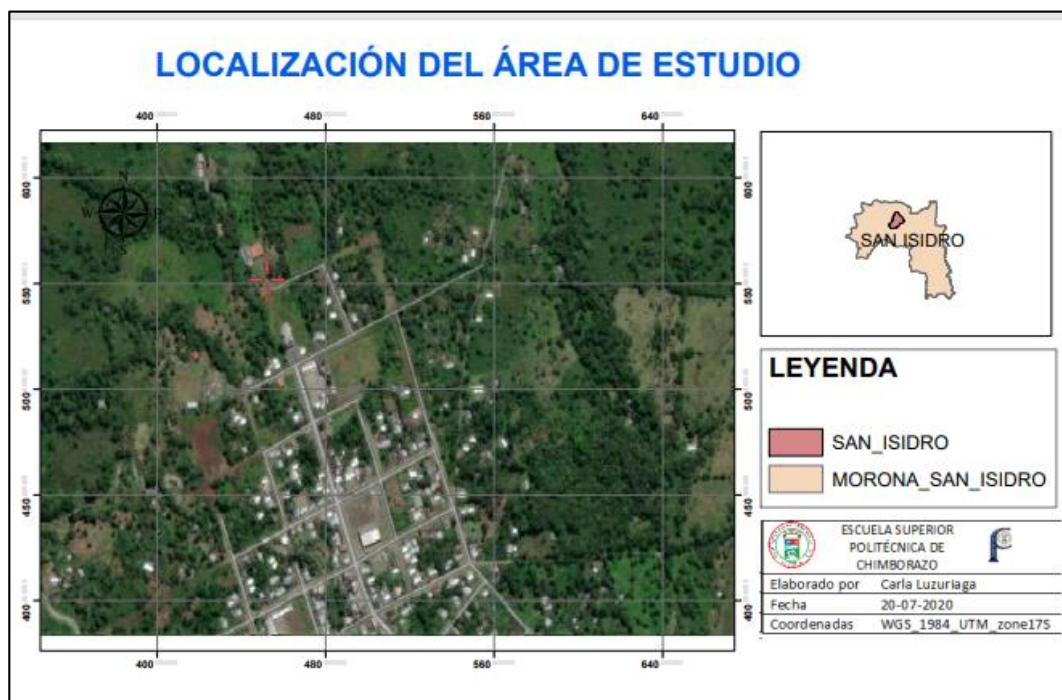 LOCALIZACIÓN DEL ÁREA DE ESTUDIO
400 480 560 640
600 600
550 550
500 500
450 450
400 400
400 480 560 640
N
W E
S
SAN ISIDRO
LEYENDA
SAN_ISIDRO
MORONA_SAN_ISIDRO
ESCUELA SUPERIOR
POLITÉCNICA DE
CHIMBORAZO
Elaborado por Carla Luzuriaga
Fecha 20-07-2020
Coordenadas WGS_1984_UTM_zone17S